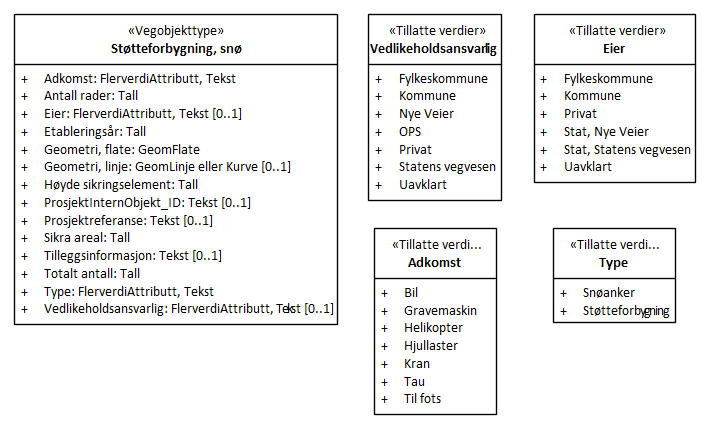 «Vegobjekttype»
Støtteforbygning, snø
+ Adkomst: FlerverdiAttributt, Tekst
+ Antall rader: Tall
+ Eier: FlerverdiAttributt, Tekst [0..1]
+ Etableringsår: Tall
+ Geometri, flate: GeomFlate
+ Geometri, linje: GeomLinje eller Kurve [0..1]
+ Høyde sikringselement: Tall
+ ProsjektInternObjekt_ID: Tekst [0..1]
+ Prosjektreferanse: Tekst [0..1]
+ Sikra areal: Tall
+ Tilleggsinformasjon: Tekst [0..1]
+ Totalt antall: Tall
+ Type: FlerverdiAttributt, Tekst
+ Vedlikeholdsansvarlig: FlerverdiAttributt, Tekst [0..1]
«Tillatte verdier»
Vedlikeholdsansvarlig
+ Fylkeskommune
+ Kommune
+ Nye Veier
+ OPS
+ Privat
+ Statens vegvesen
+ Uavklart
«Tillatte verdier»
Eier
+ Fylkeskommune
+ Kommune
+ Privat
+ Stat, Nye Veier
+ Stat, Statens vegvesen
+ Uavklart
«Tillatte verdi...
Adkomst
+ Bil
+ Gravemaskin
+ Helikopter
+ Hjullaster
+ Kran
+ Tau
+ Til fots
«Tillatte verdi...
Type
+ Snøanker
+ Støtteforbygning